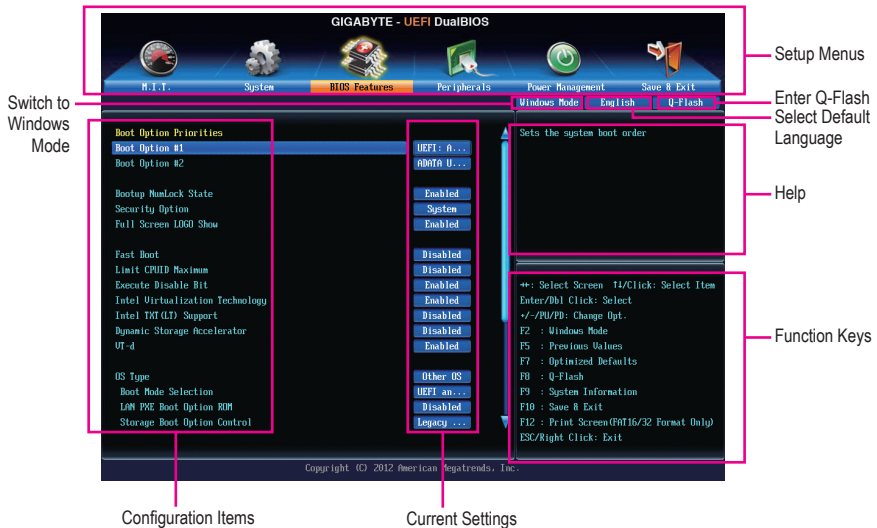 GIGABYTE - UEFI DualBIOS
M.I.T.
System
BIOS Features
Peripherals
Power Management
Save & Exit
Setup Menus
Windows Mode
English
Q-Flash
Switch to
Windows
Mode
Enter Q-Flash
Select Default
Language
Boot Option Priorities
Boot Option #1 UEFI: A...
Boot Option #2 ADATA U...
Bootup NumLock State Enabled
Security Option System
Full Screen LOGO Show Enabled
Fast Boot Disabled
Limit CPUID Maximum Disabled
Execute Disable Bit Enabled
Intel Virtualization Technology Enabled
Intel TXT(LT) Support Disabled
Dynamic Storage Accelerator Disabled
VT-d Enabled
OS Type Other OS
Boot Mode Selection UEFI an...
LAN PXE Boot Option ROM Disabled
Storage Boot Option Control Legacy ...
Sets the system boot order
Help
→←: Select Screen ↑↓/Click: Select Item
Enter/Dbl Click: Select
+/-/PU/PD: Change Opt.
F2 : Windows Mode
F5 : Previous Values
F7 : Optimized Defaults
F8 : Q-Flash
F9 : System Information
F10 : Save & Exit
F12 : Print Screen(FAT16/32 Format Only)
ESC/Right Click: Exit
Function Keys
Copyright (C) 2012 American Megatrends, Inc.
Configuration Items
Current Settings